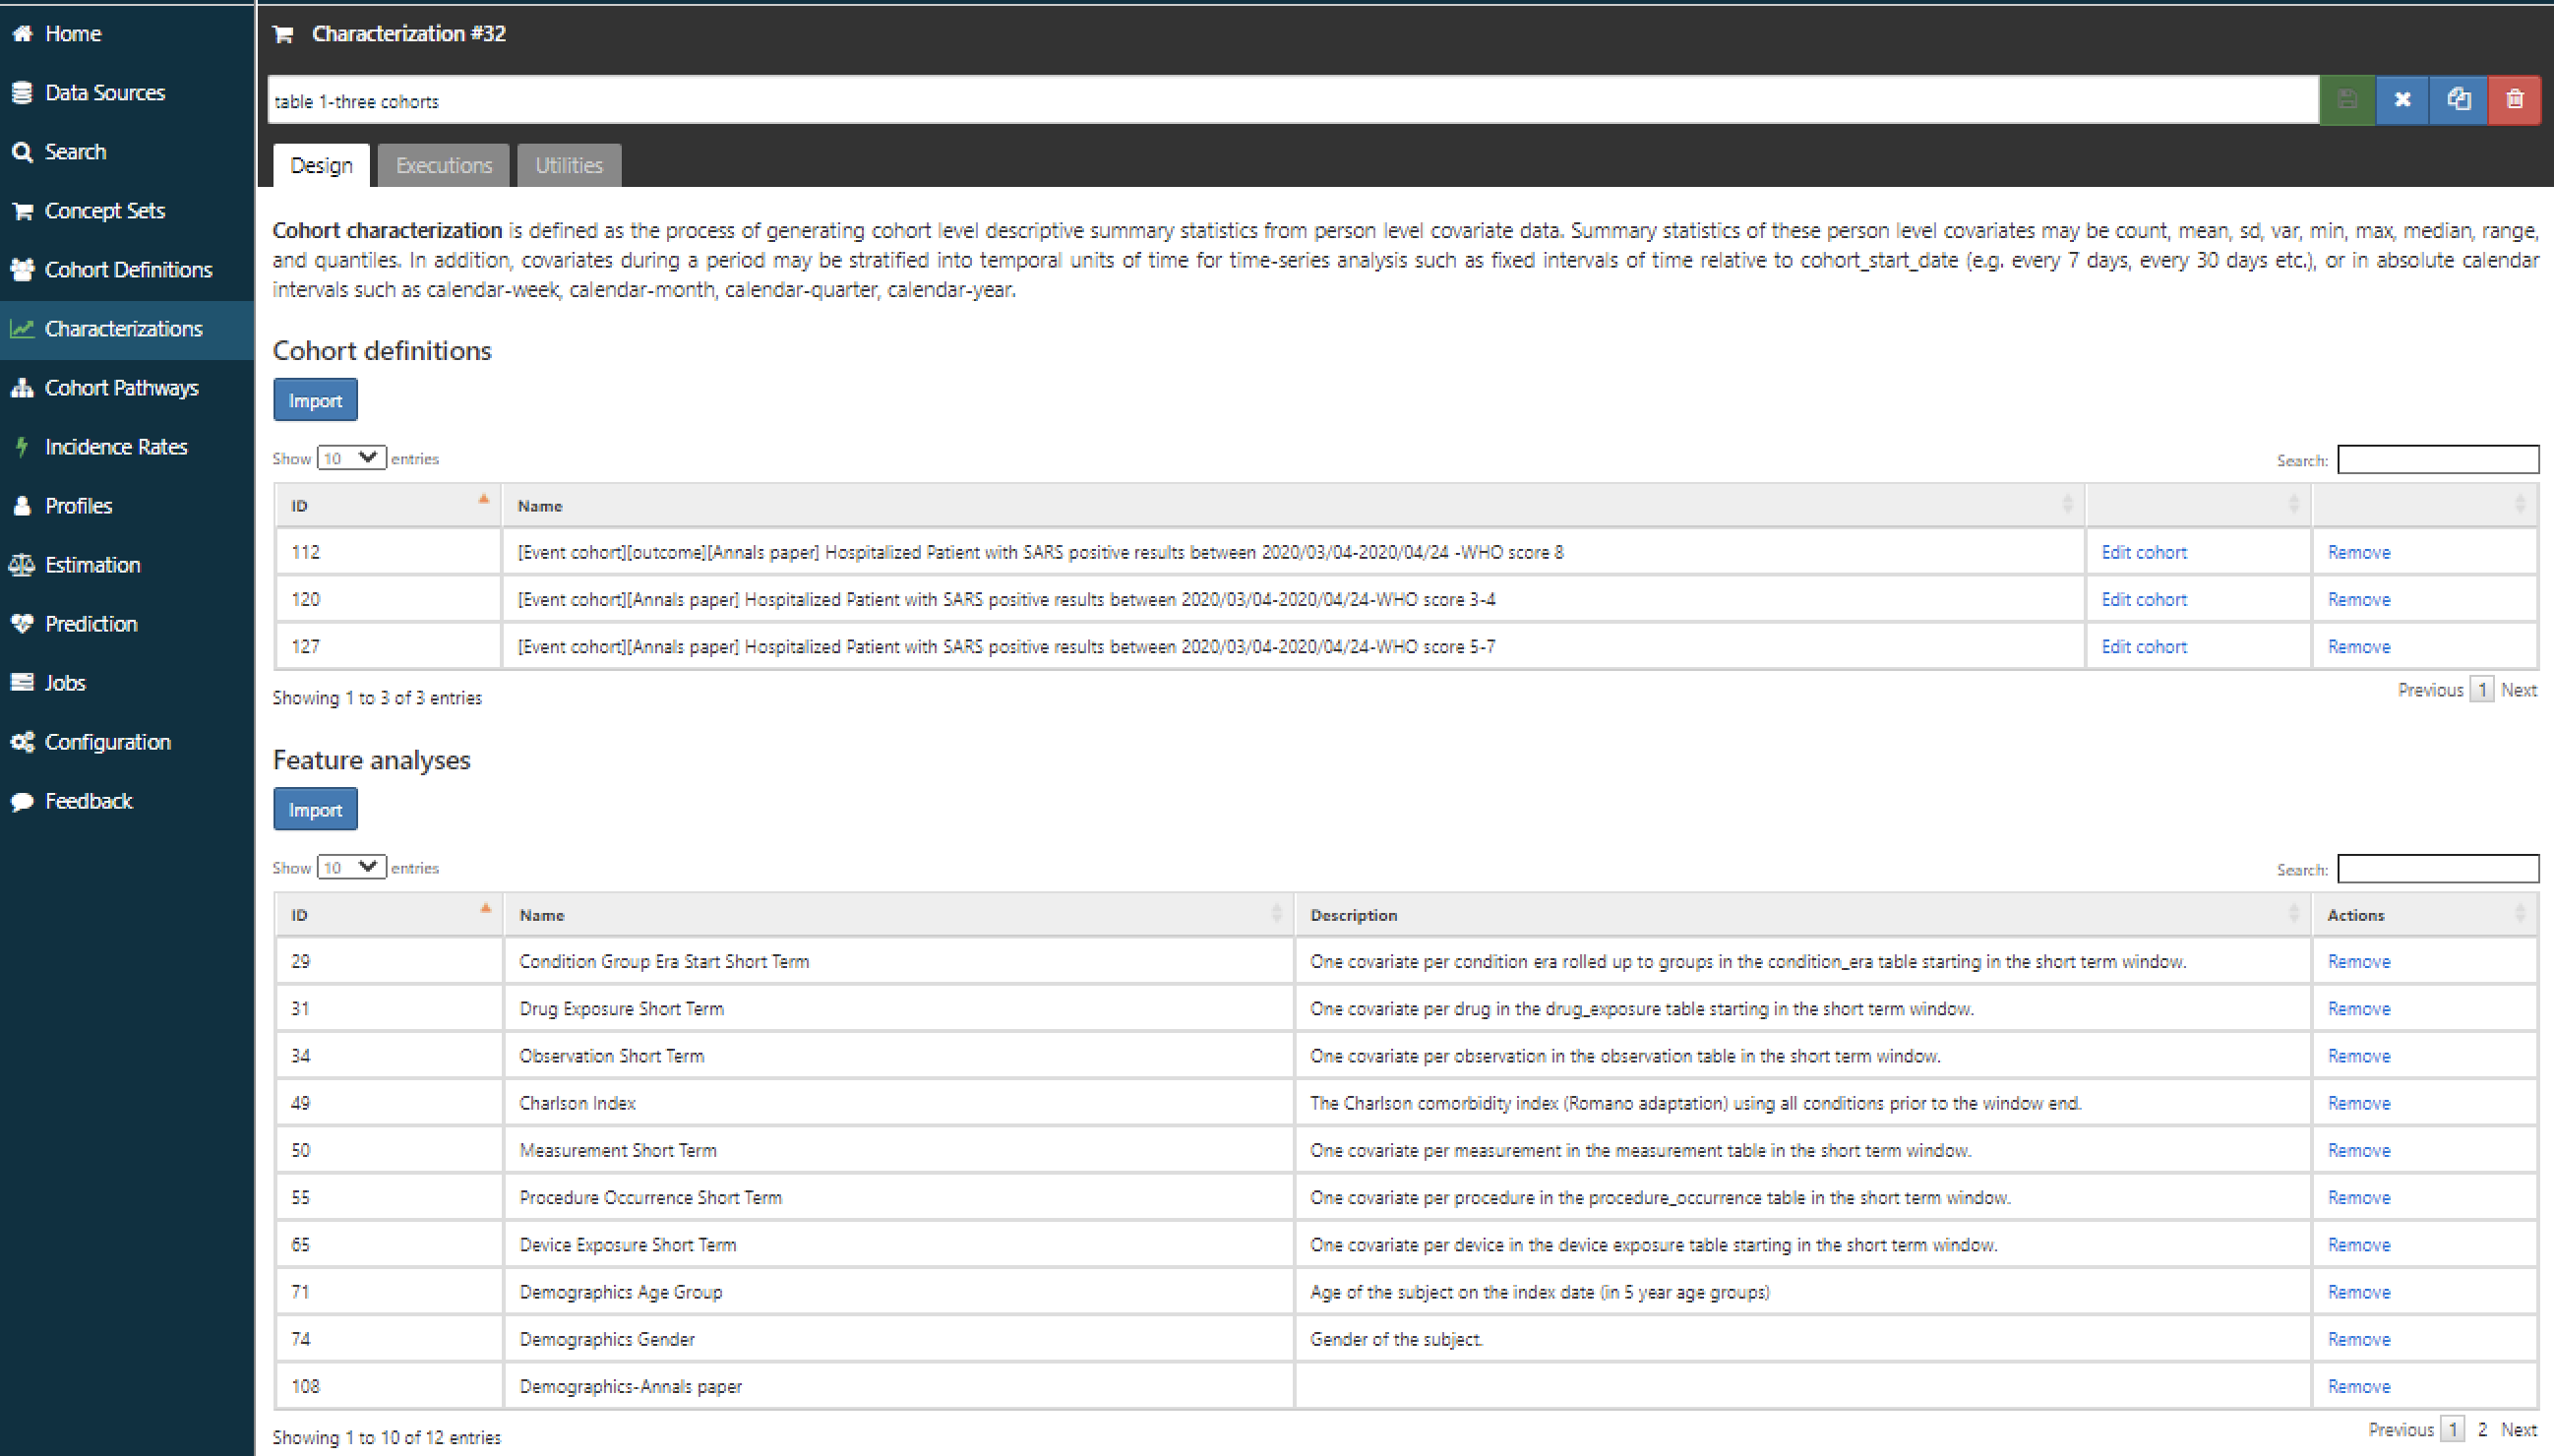 Home
Data Sources
Search
Concept Sets
Cohort Definitions
Characterizations
Cohort Pathways
Incidence Rates
Profiles
Estimation
Prediction
Jobs
Configuration
Feedback
Characterization #32
table 1-three cohorts
Design Executions Utilities
Cohort characterization is defined as the process of generating cohort level descriptive summary statistics from person level covariate data. Summary statistics of these person level covariates may be count, mean, sd, var, min, max, median, range,
and quantiles. In addition, covariates during a period may be stratified into temporal units of time for time-series analysis such as fixed intervals of time relative to cohort_start_date (e.g. every 7 days, every 30 days etc.), or in absolute calendar
intervals such as calendar-week, calendar-month, calendar-quarter, calendar-year.
Cohort definitions
Import
Show 10 entries Search:
ID Name
112 [Event cohort][outcome][Annals paper] Hospitalized Patient with SARS positive results between 2020/03/04-2020/04/24 -WHO score 8 Edit cohort Remove
120 [Event cohort][Annals paper] Hospitalized Patient with SARS positive results between 2020/03/04-2020/04/24-WHO score 3-4 Edit cohort Remove
127 [Event cohort][Annals paper] Hospitalized Patient with SARS positive results between 2020/03/04-2020/04/24-WHO score 5-7 Edit cohort Remove
Showing 1 to 3 of 3 entries Previous 1 Next
Feature analyses
Import
Show 10 entries Search:
ID Name Description Actions
29 Condition Group Era Start Short Term One covariate per condition era rolled up to groups in the condition_era table starting in the short term window. Remove
31 Drug Exposure Short Term One covariate per drug in the drug_exposure table starting in the short term window. Remove
34 Observation Short Term One covariate per observation in the observation table in the short term window. Remove
49 Charlson Index The Charlson comorbidity index (Romano adaptation) using all conditions prior to the window end. Remove
50 Measurement Short Term One covariate per measurement in the measurement table in the short term window. Remove
55 Procedure Occurrence Short Term One covariate per procedure in the procedure_occurrence table in the short term window. Remove
65 Device Exposure Short Term One covariate per device in the device exposure table starting in the short term window. Remove
71 Demographics Age Group Age of the subject on the index date (in 5 year age groups) Remove
74 Demographics Gender Gender of the subject. Remove
108 Demographics-Annals paper Remove
Showing 1 to 10 of 12 entries Previous 1 2 Next